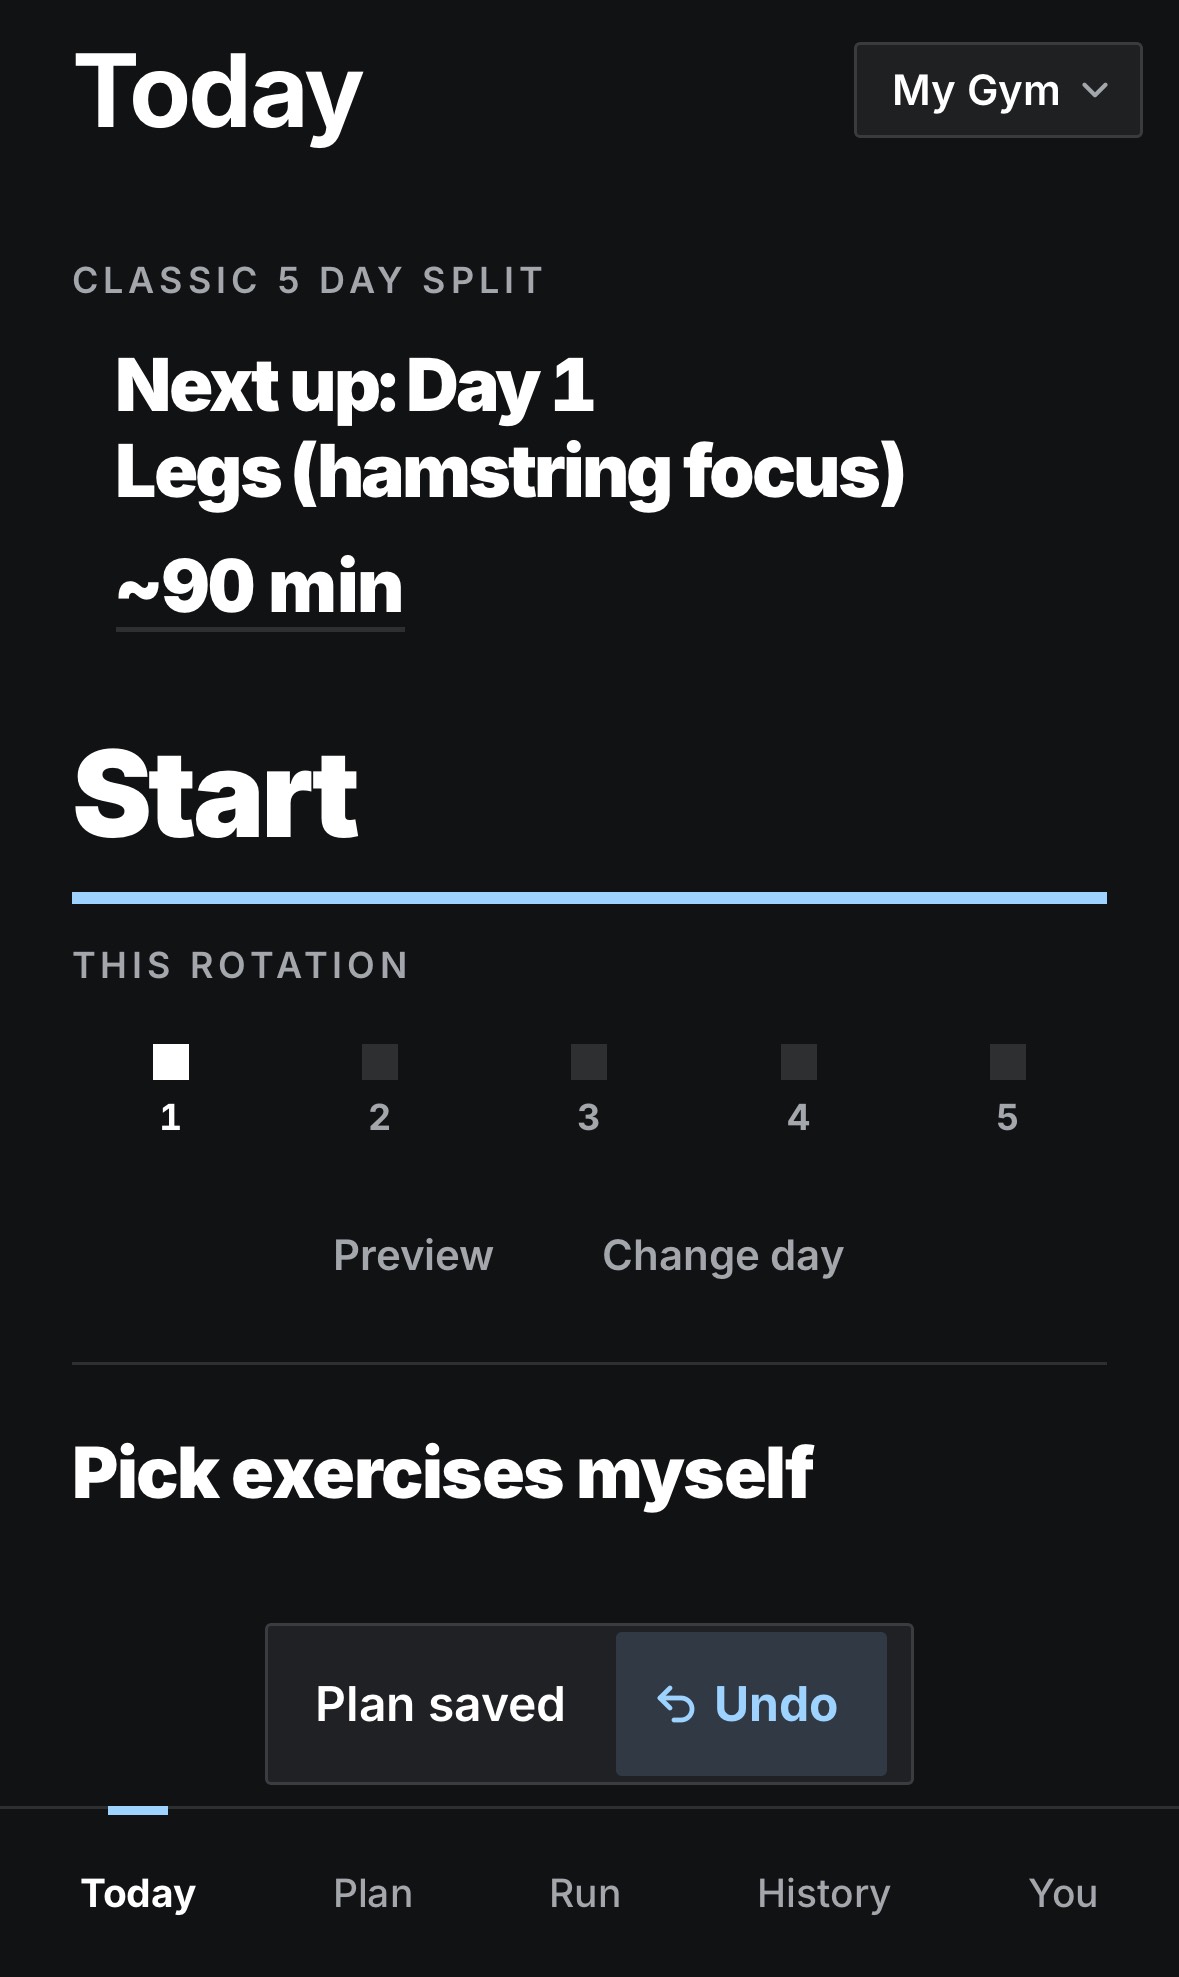 Today
My Gym
CLASSIC 5 DAY SPLIT
Next up: Day 1
Legs (hamstring focus)
~90 min
Start
THIS ROTATION
1 2 3 4 5
Preview Change day
Pick exercises myself
Plan saved Undo
Today Plan Run History You